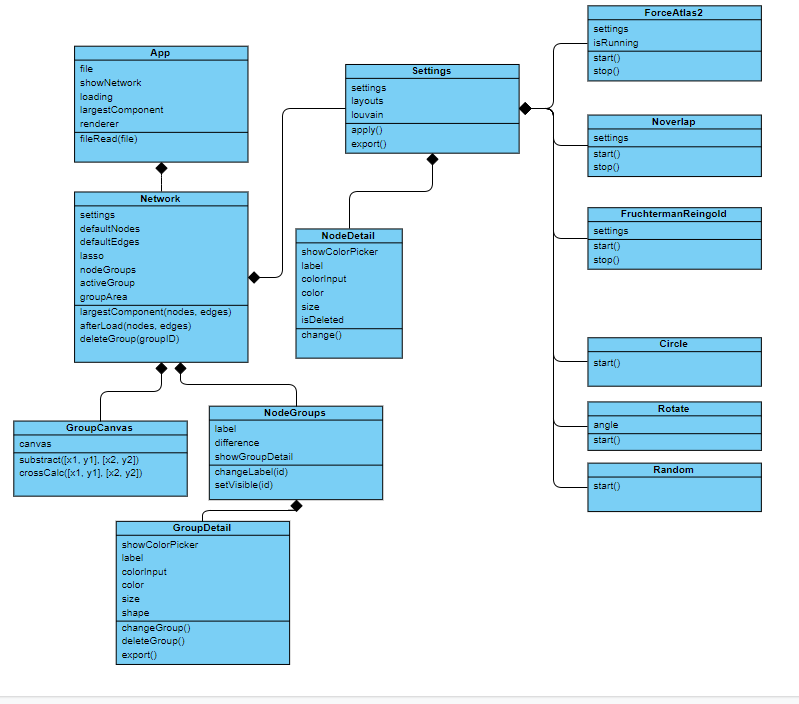 App
file
showNetwork
loading
largestComponent
renderer
fileRead(file)
Network
settings
defaultNodes
defaultEdges
lasso
nodeGroups
activeGroup
groupArea
largestComponent(nodes, edges)
afterLoad(nodes, edges)
deleteGroup(groupID)
GroupCanvas
canvas
substract([x1, y1], [x2, y2])
crossCalc([x1, y1], [x2, y2])
NodeGroups
label
difference
showGroupDetail
changeLabel(id)
setVisible(id)
GroupDetail
showColorPicker
label
colorInput
color
size
shape
changeGroup()
deleteGroup()
export()
Settings
settings
layouts
louvain
apply()
export()
NodeDetail
showColorPicker
label
colorInput
color
size
isDeleted
change()
ForceAtlas2
settings
isRunning
start()
stop()
Noverlap
settings
start()
stop()
FruchtermanReingold
settings
start()
stop()
Circle
start()
Rotate
angle
start()
Random
start()